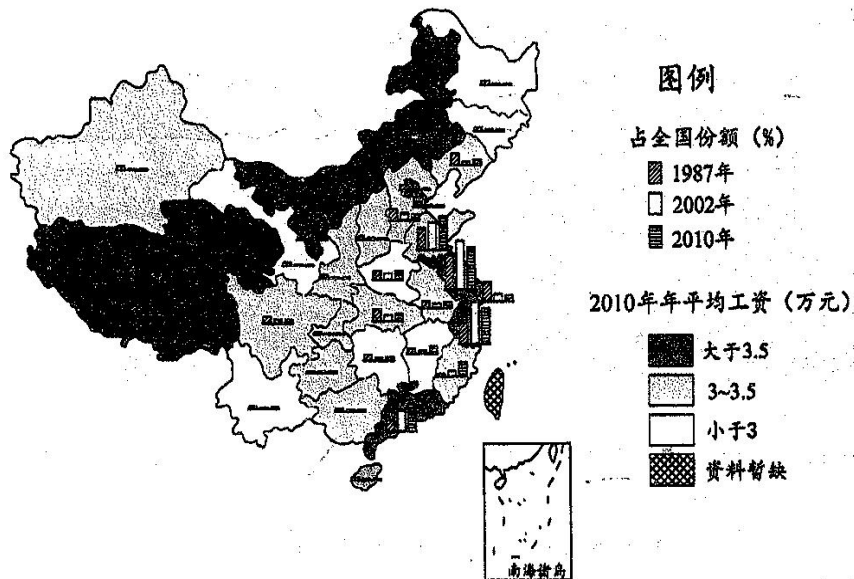 图例
占全国份额（%）
1987年
2002年
2010年
2010年年平均工资（万元）
大于3.5
3~3.5
小于3
资料暂缺
南海诸岛